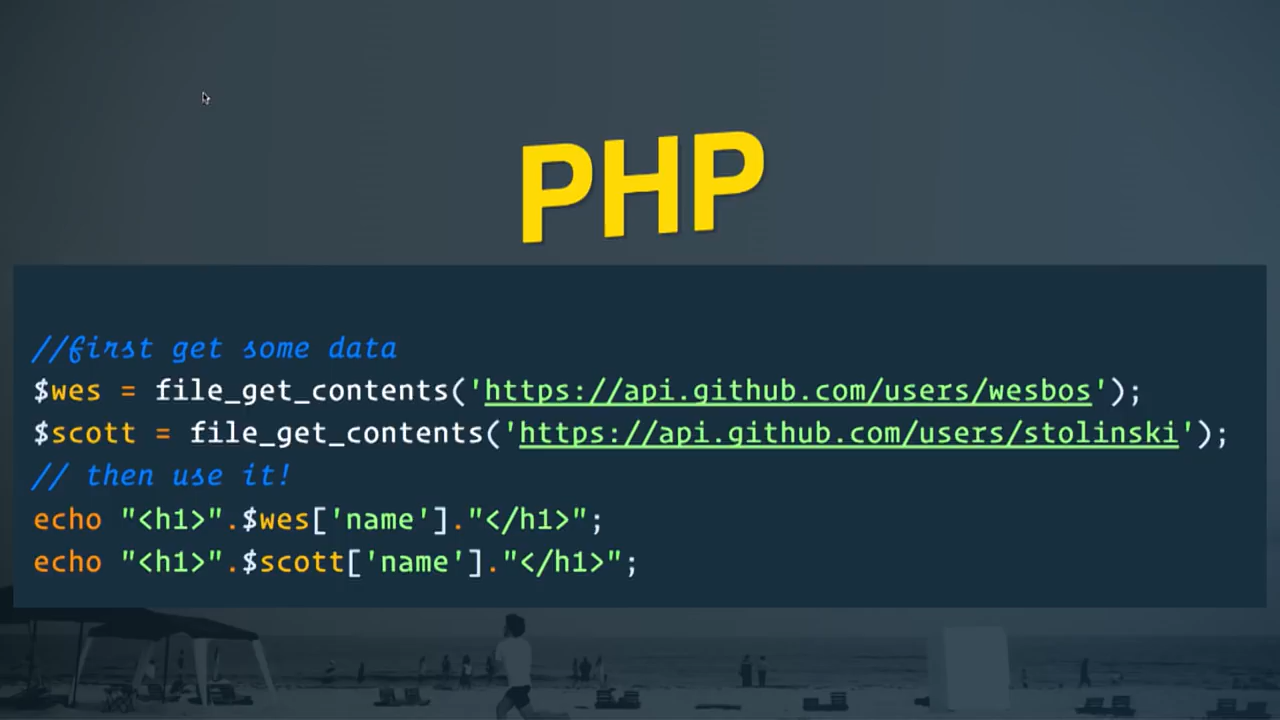 PHP
//first get some data
$wes = file_get_contents('https://api.github.com/users/wesbos');
$scott = file_get_contents('https://api.github.com/users/stolinski');
// then use it!
echo "<h1>".$wes['name']."</h1>";
echo "<h1>".$scott['name']."</h1>";